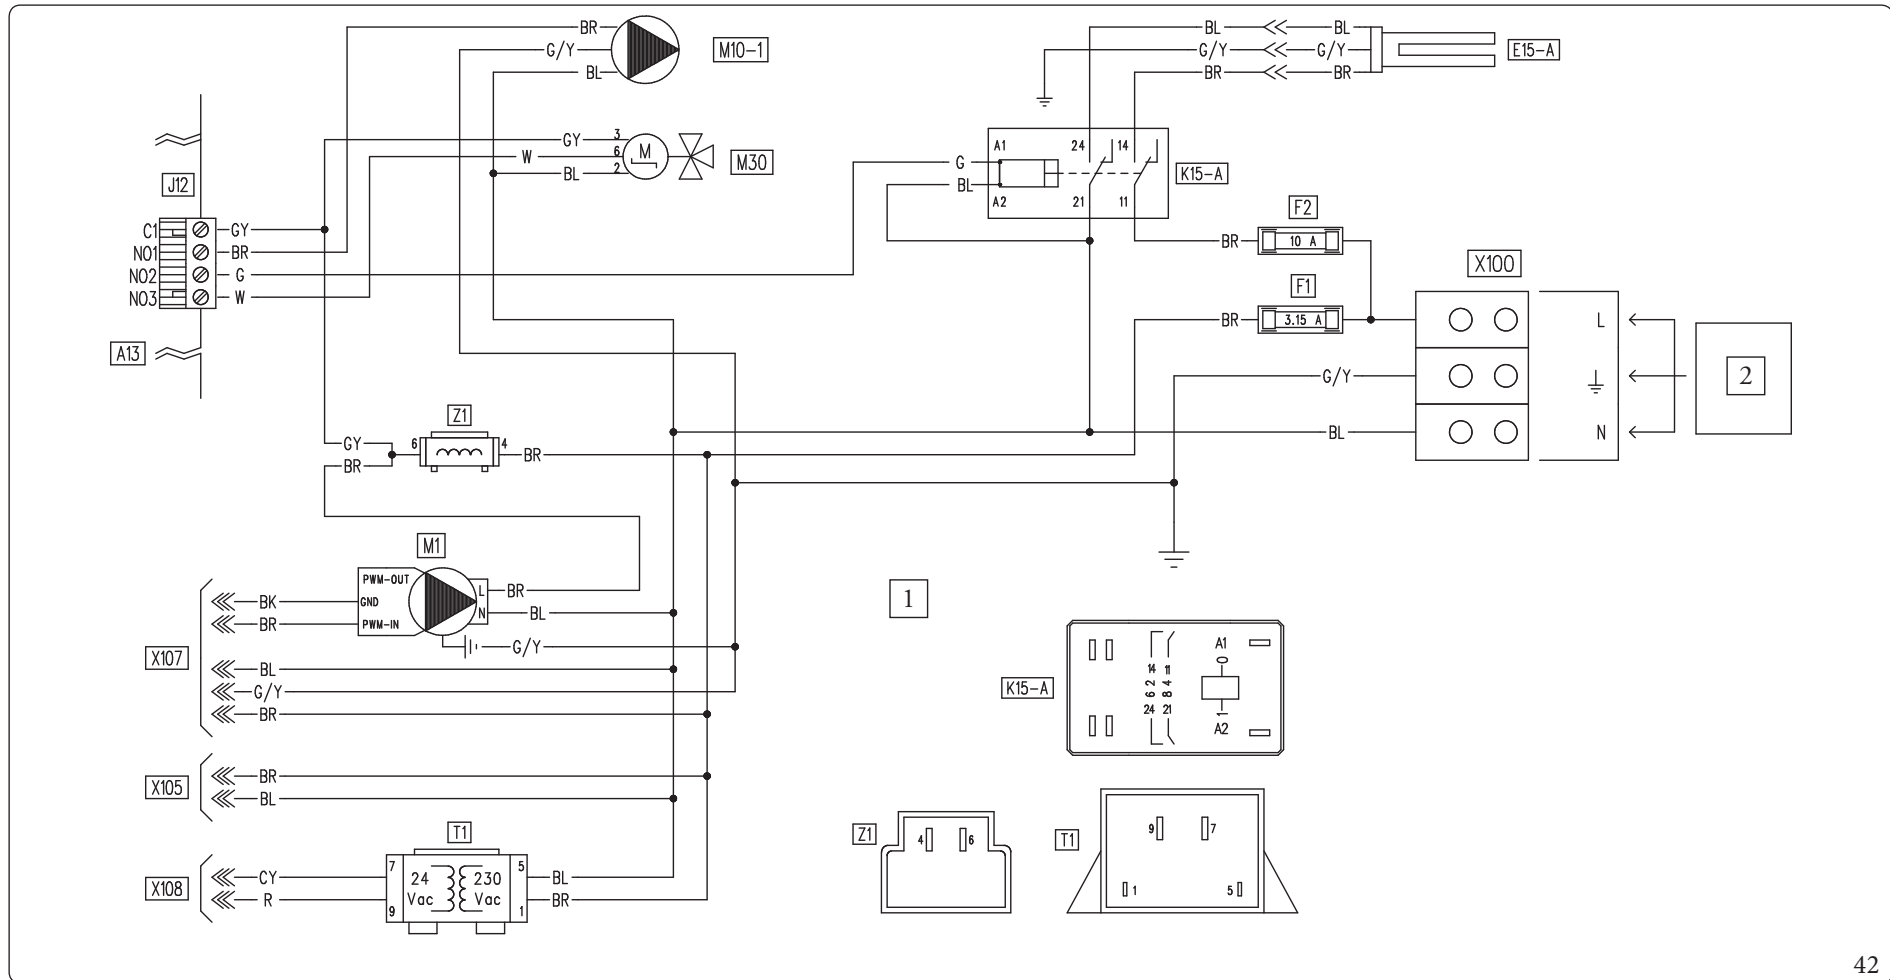 BR
G/Y
BL
M10-1
BL
BL
G/Y
G/Y
BR
BR
E15-A
GY
3
W
6
BL
2
M
M30
J12
A1
24
14
G
BL
A2
21
11
K15-A
C1
GY
NO1
BR
NO2
G
NO3
W
A13
F2
BR
10 A
F1
BR
3.15 A
X100
L
G/Y
2
BL
N
Z1
GY
BR
6
4
BR
M1
PWM-OUT
GND
PWM-IN
L
N
BR
BL
G/Y
BK
BR
X107
BL
G/Y
BR
X105
BR
BL
T1
X108
CY
R
7
9
24
Vac
230
Vac
5
1
BL
BR
1
K15-A
14 11
2 4
6 8
24 21
A1
0
1
A2
Z1
4
6
T1
9
7
1
5
42